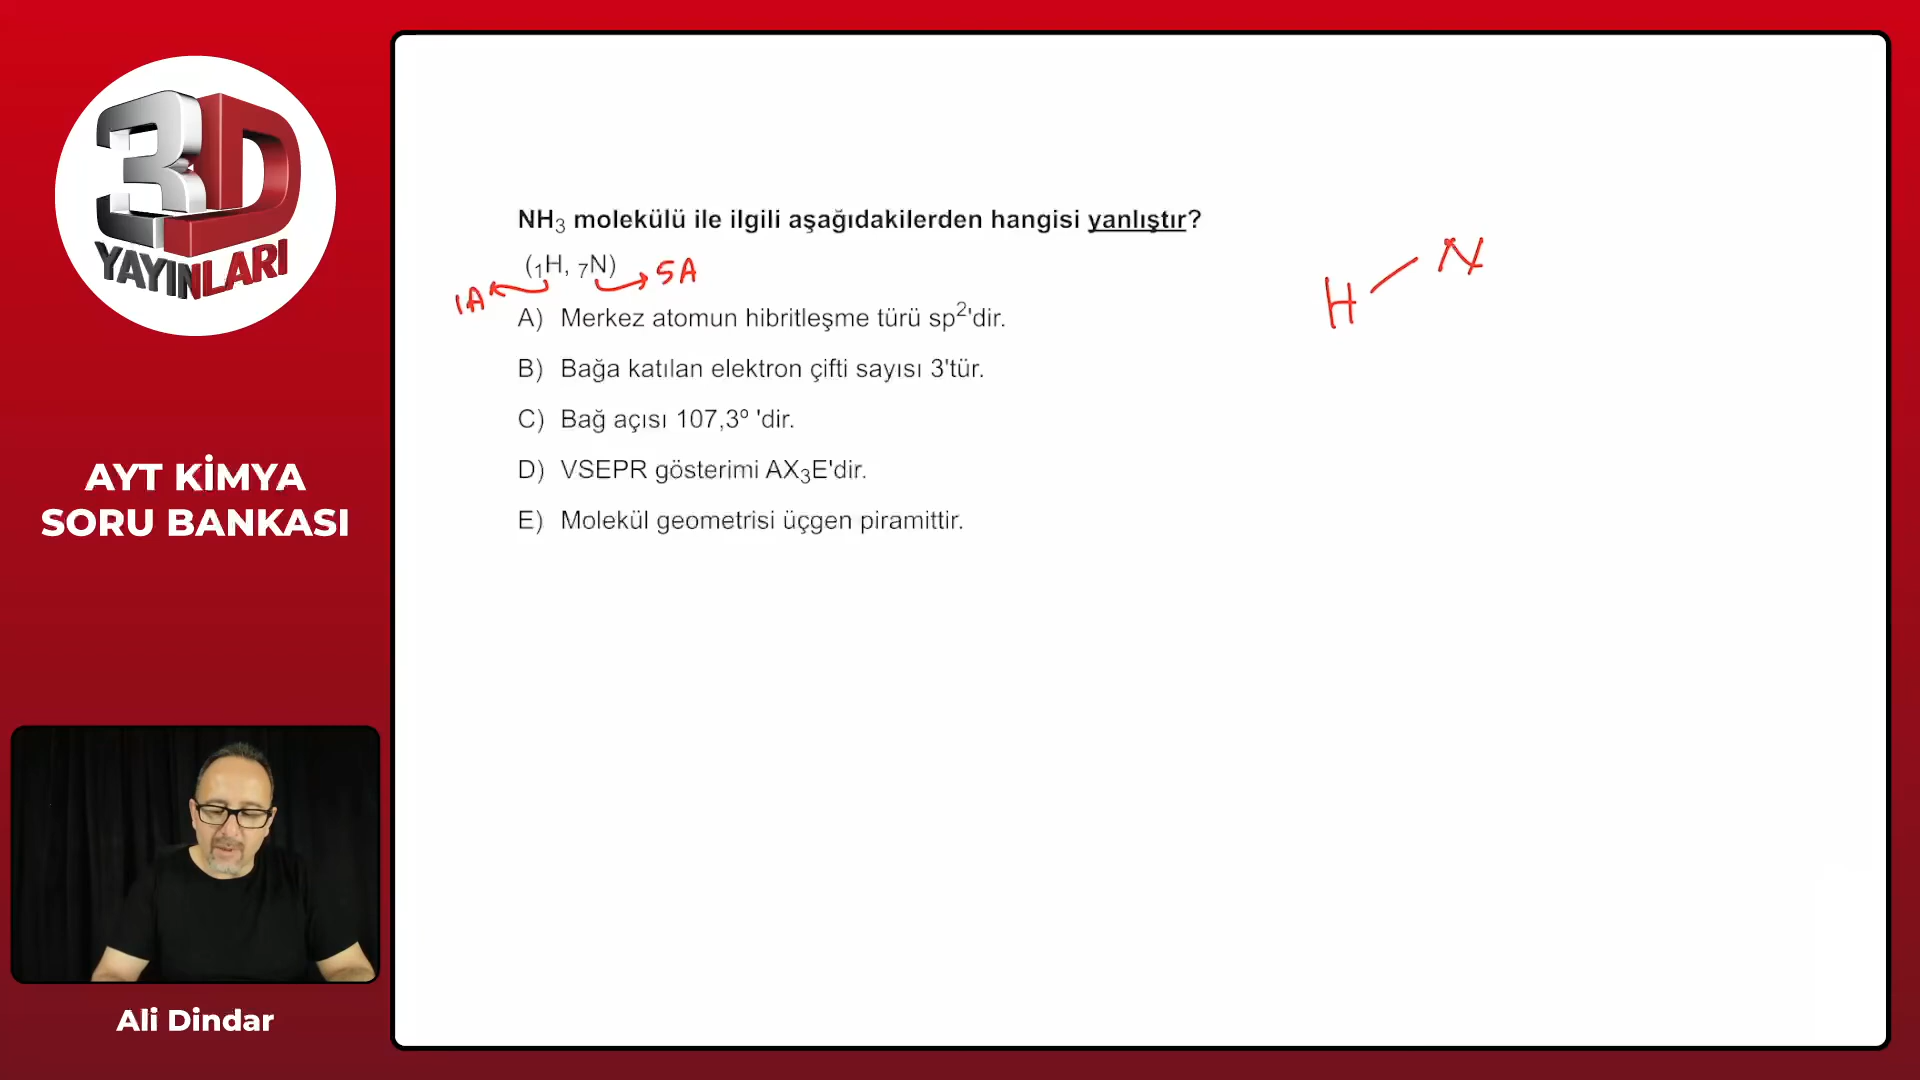 3D
YAYINLARI
AYT KİMYA
SORU BANKASI
Ali Dindar
NH₃ molekülü ile ilgili aşağıdakilerden hangisi yanlıştır?
(₁H, ₇N)
5A
1A
A) Merkez atomun hibritleşme türü sp²'dir.
B) Bağa katılan elektron çifti sayısı 3'tür.
C) Bağ açısı 107,3º 'dir.
D) VSEPR gösterimi AX₃E'dir.
E) Molekül geometrisi üçgen piramittir.
H N